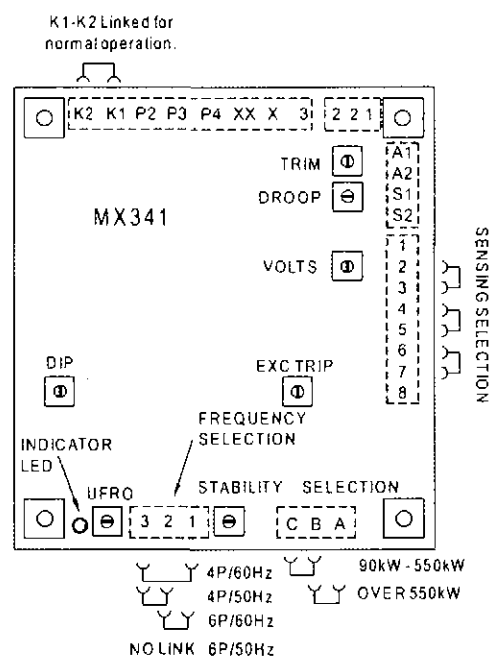 K1-K2 Linked for
normal operation.
K2 K1 P2 P3 P4 XX X 3 2 2 1
TRIM
DROOP
A1
A2
S1
S2
MX341
VOLTS
1
2
3
4
5
6
7
8
SENSING SELECTION
DIP
EXC TRIP
FREQUENCY
SELECTION
INDICATOR
LED
UFRO
STABILITY SELECTION
3 2 1
C B A
4P/60Hz
4P/50Hz
6P/60Hz
NO LINK 6P/50Hz
90kW - 550kW
OVER 550kW